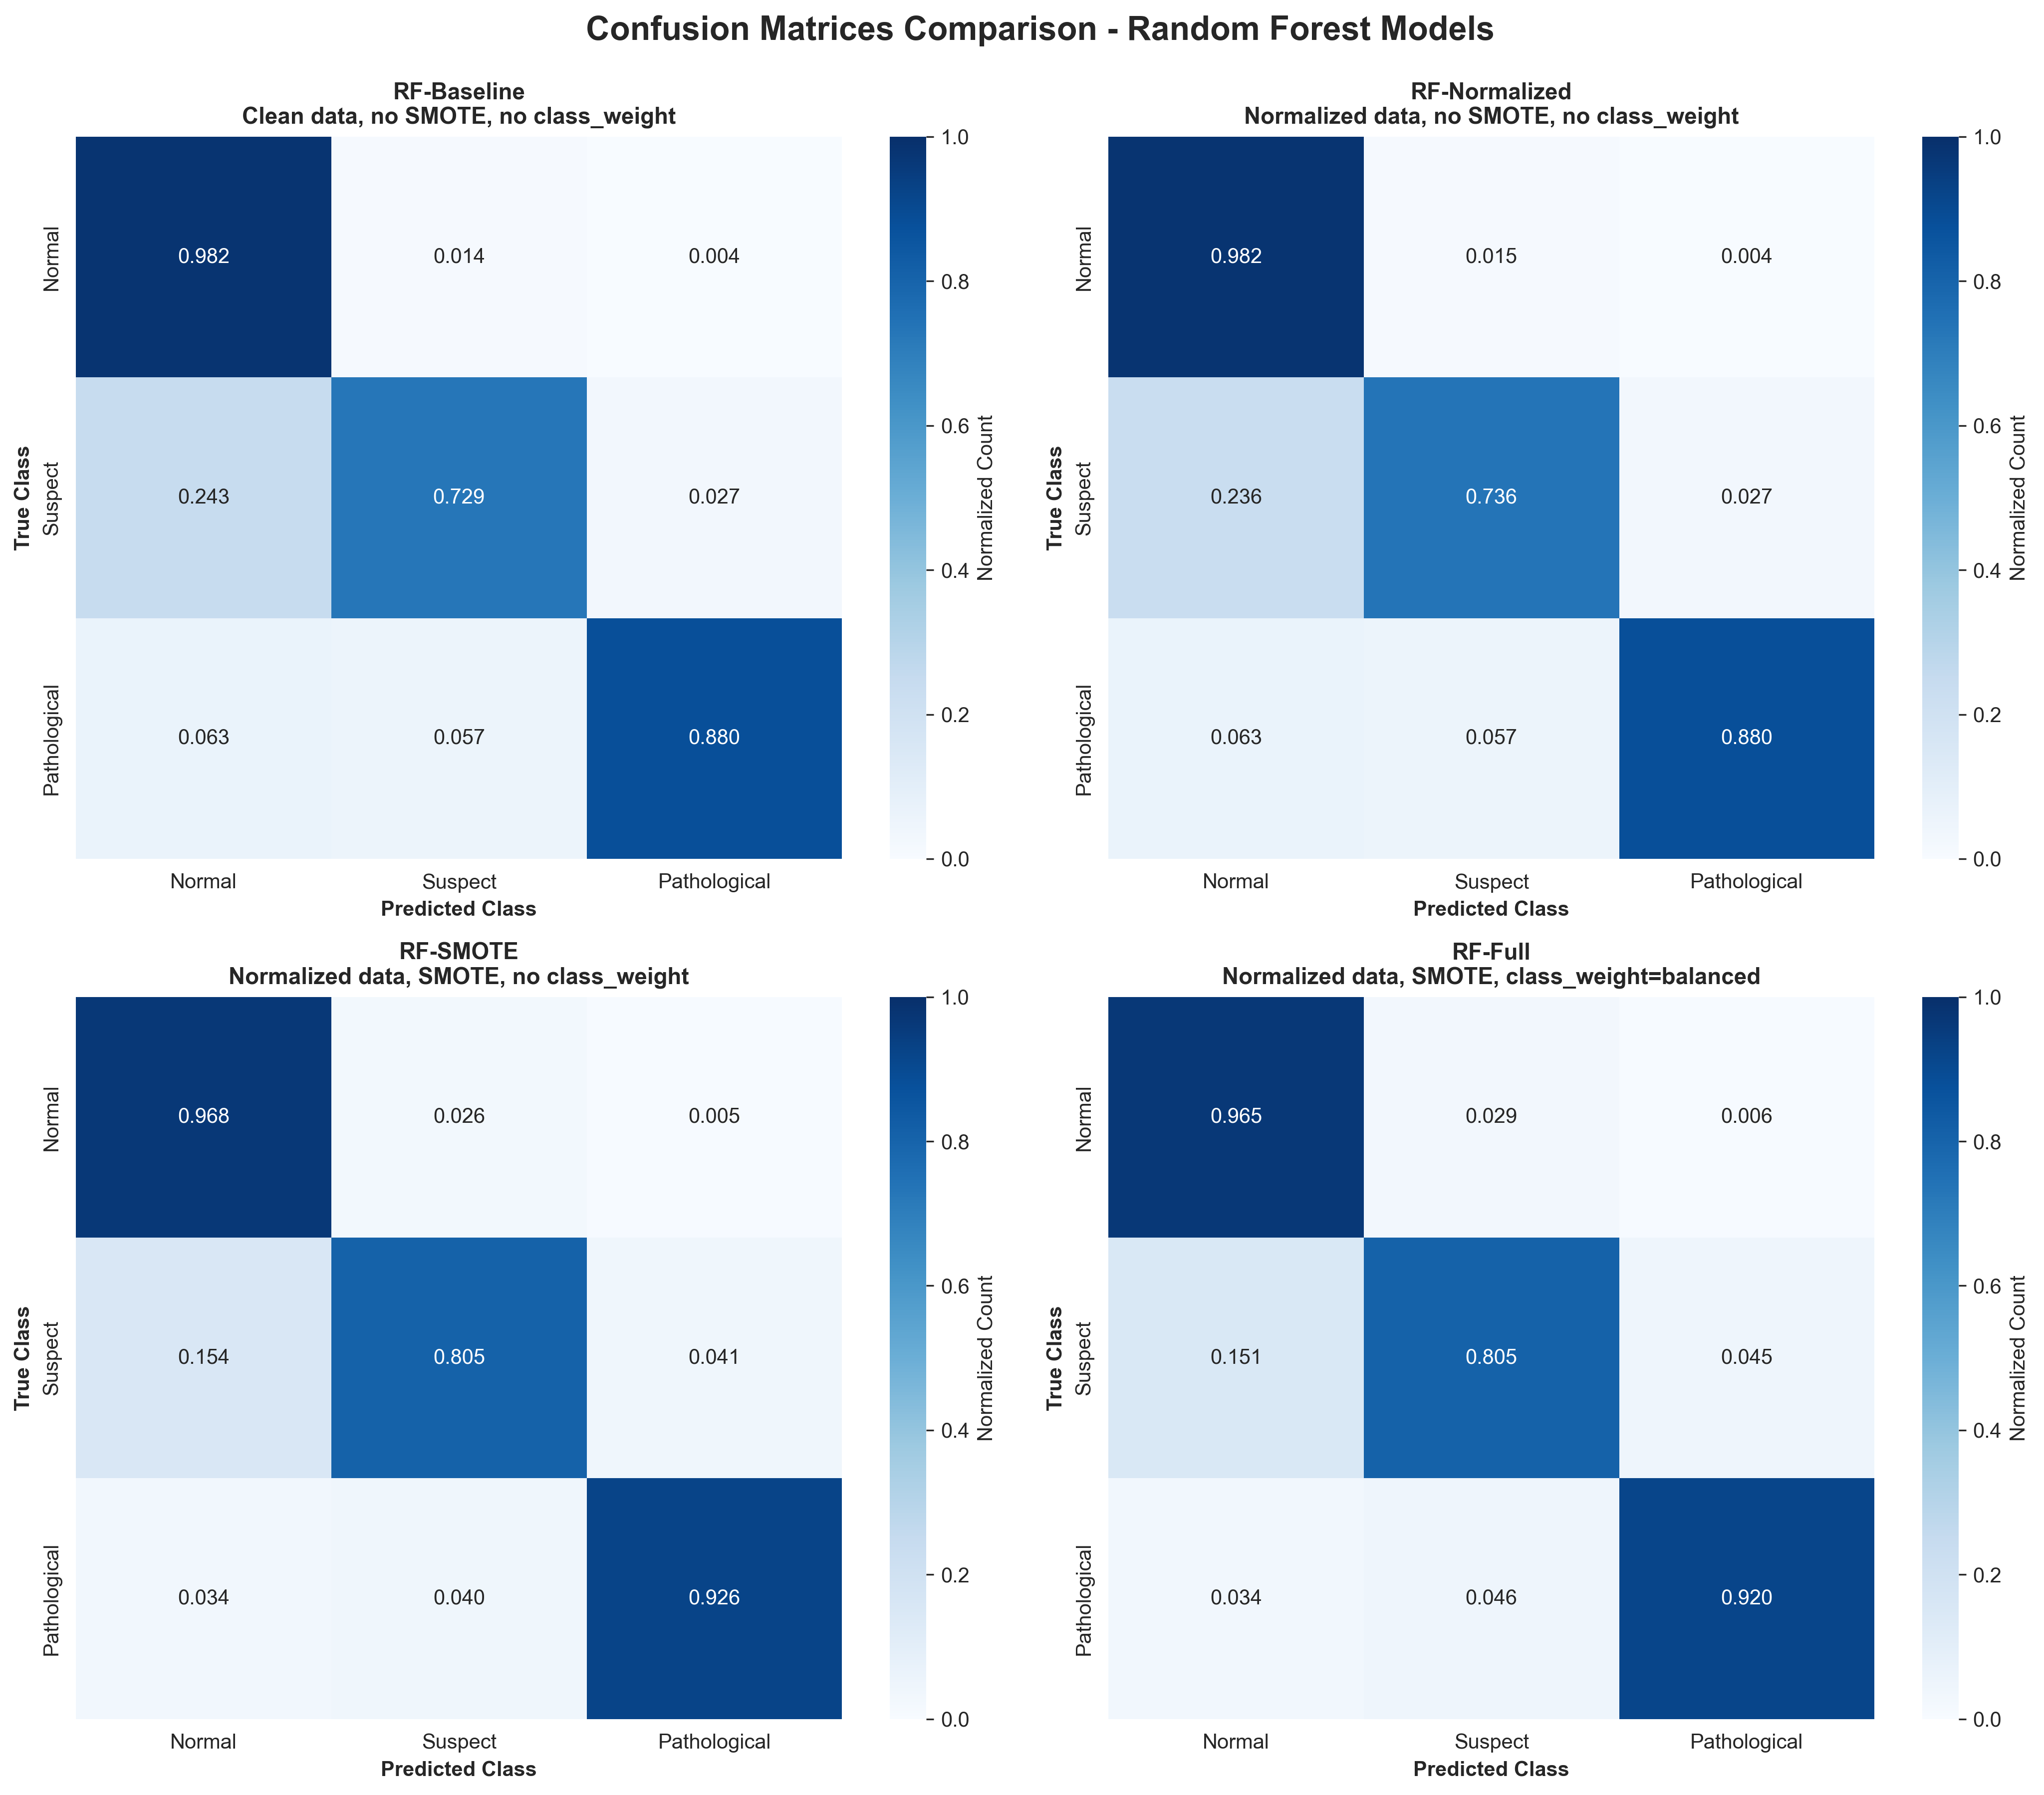 Confusion Matrices Comparison - Random Forest Models
RF-Baseline
Clean data, no SMOTE, no class_weight
True Class
Normal
Suspect
Pathological
0.982 0.014 0.004
0.243 0.729 0.027
0.063 0.057 0.880
Normal Suspect Pathological
Predicted Class
1.0
0.8
0.6
0.4
0.2
0.0
Normalized Count
RF-Normalized
Normalized data, no SMOTE, no class_weight
True Class
Normal
Suspect
Pathological
0.982 0.015 0.004
0.236 0.736 0.027
0.063 0.057 0.880
Normal Suspect Pathological
Predicted Class
1.0
0.8
0.6
0.4
0.2
0.0
Normalized Count
RF-SMOTE
Normalized data, SMOTE, no class_weight
True Class
Normal
Suspect
Pathological
0.968 0.026 0.005
0.154 0.805 0.041
0.034 0.040 0.926
Normal Suspect Pathological
Predicted Class
1.0
0.8
0.6
0.4
0.2
0.0
Normalized Count
RF-Full
Normalized data, SMOTE, class_weight=balanced
True Class
Normal
Suspect
Pathological
0.965 0.029 0.006
0.151 0.805 0.045
0.034 0.046 0.920
Normal Suspect Pathological
Predicted Class
1.0
0.8
0.6
0.4
0.2
0.0
Normalized Count